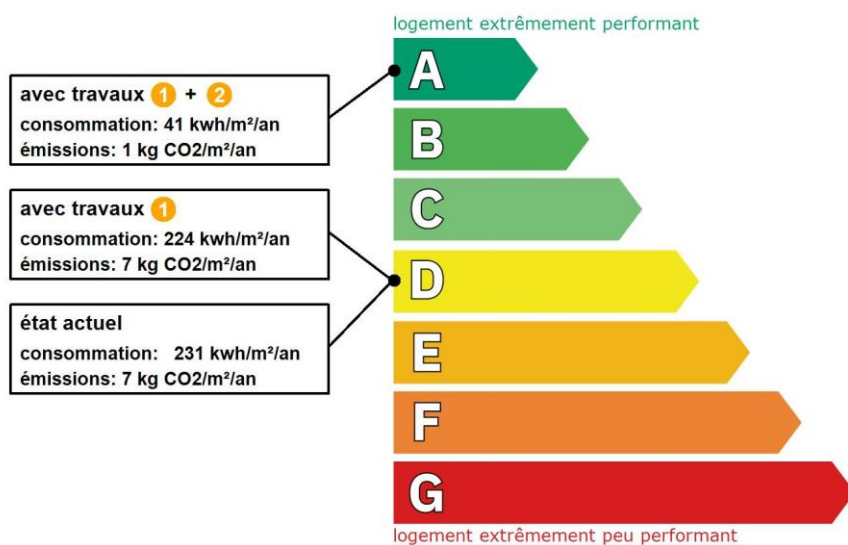 logement extrêmement performant
A
avec travaux 1 + 2
consommation: 41 kwh/m²/an
émissions: 1 kg CO2/m²/an
B
avec travaux 1
consommation: 224 kwh/m²/an
émissions: 7 kg CO2/m²/an
C
D
état actuel
consommation: 231 kwh/m²/an
émissions: 7 kg CO2/m²/an
E
F
G
logement extrêmement peu performant